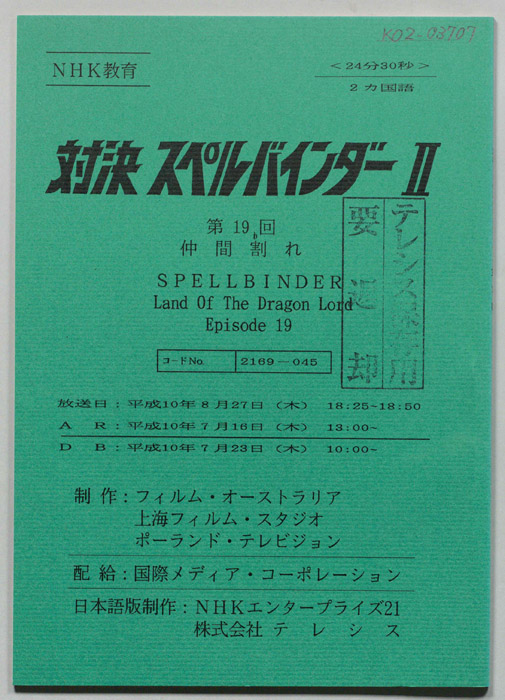 K02-03707
NHK教育
<24分30秒>
2カ国語
対決 スペルバインダー II
第19回
仲間割れ
SPELLBINDER
Land Of The Dragon Lord
Episode 19
コードNo. 2169-045
テレシス保存用
要返却
放送日:平成10年8月27日(木) 18:25~18:50
A R:平成10年7月16日(木) 13:00~
D B:平成10年7月23日(木) 10:00~
制作:フィルム・オーストラリア
上海フィルム・スタジオ
ポーランド・テレビジョン
配給:国際メディア・コーポレーション
日本語版制作:NHKエンタープライズ21
株式会社 テレシス